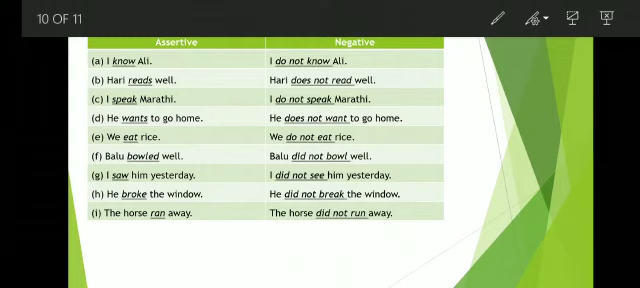 10 OF 11
Assertive Negative
(a) I know Ali. I do not know Ali.
(b) Hari reads well. Hari does not read well.
(c) I speak Marathi. I do not speak Marathi.
(d) He wants to go home. He does not want to go home.
(e) We eat rice. We do not eat rice.
(f) Balu bowled well. Balu did not bowl well.
(g) I saw him yesterday. I did not see him yesterday.
(h) He broke the window. He did not break the window.
(i) The horse ran away. The horse did not run away.